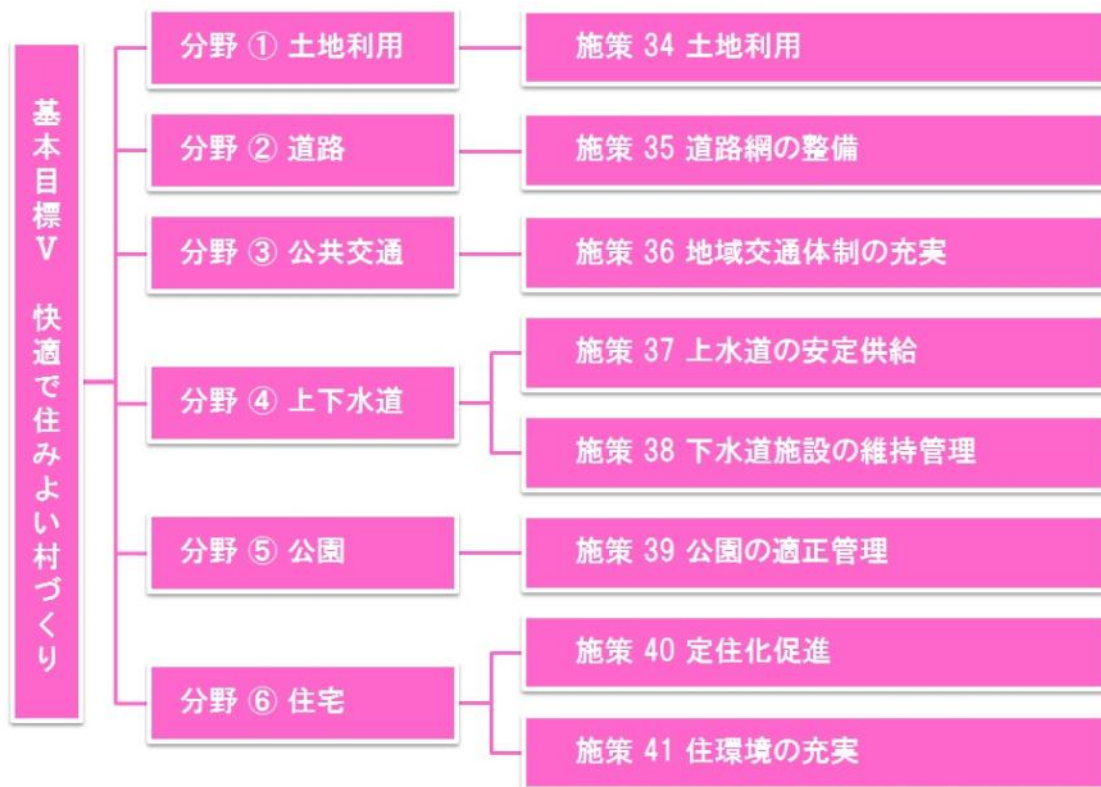 基本目標Ⅴ　快適で住みよい村づくり
分野 ① 土地利用
施策 34 土地利用
分野 ② 道路
施策 35 道路網の整備
分野 ③ 公共交通
施策 36 地域交通体制の充実
分野 ④ 上下水道
施策 37 上水道の安定供給
施策 38 下水道施設の維持管理
分野 ⑤ 公園
施策 39 公園の適正管理
分野 ⑥ 住宅
施策 40 定住化促進
施策 41 住環境の充実